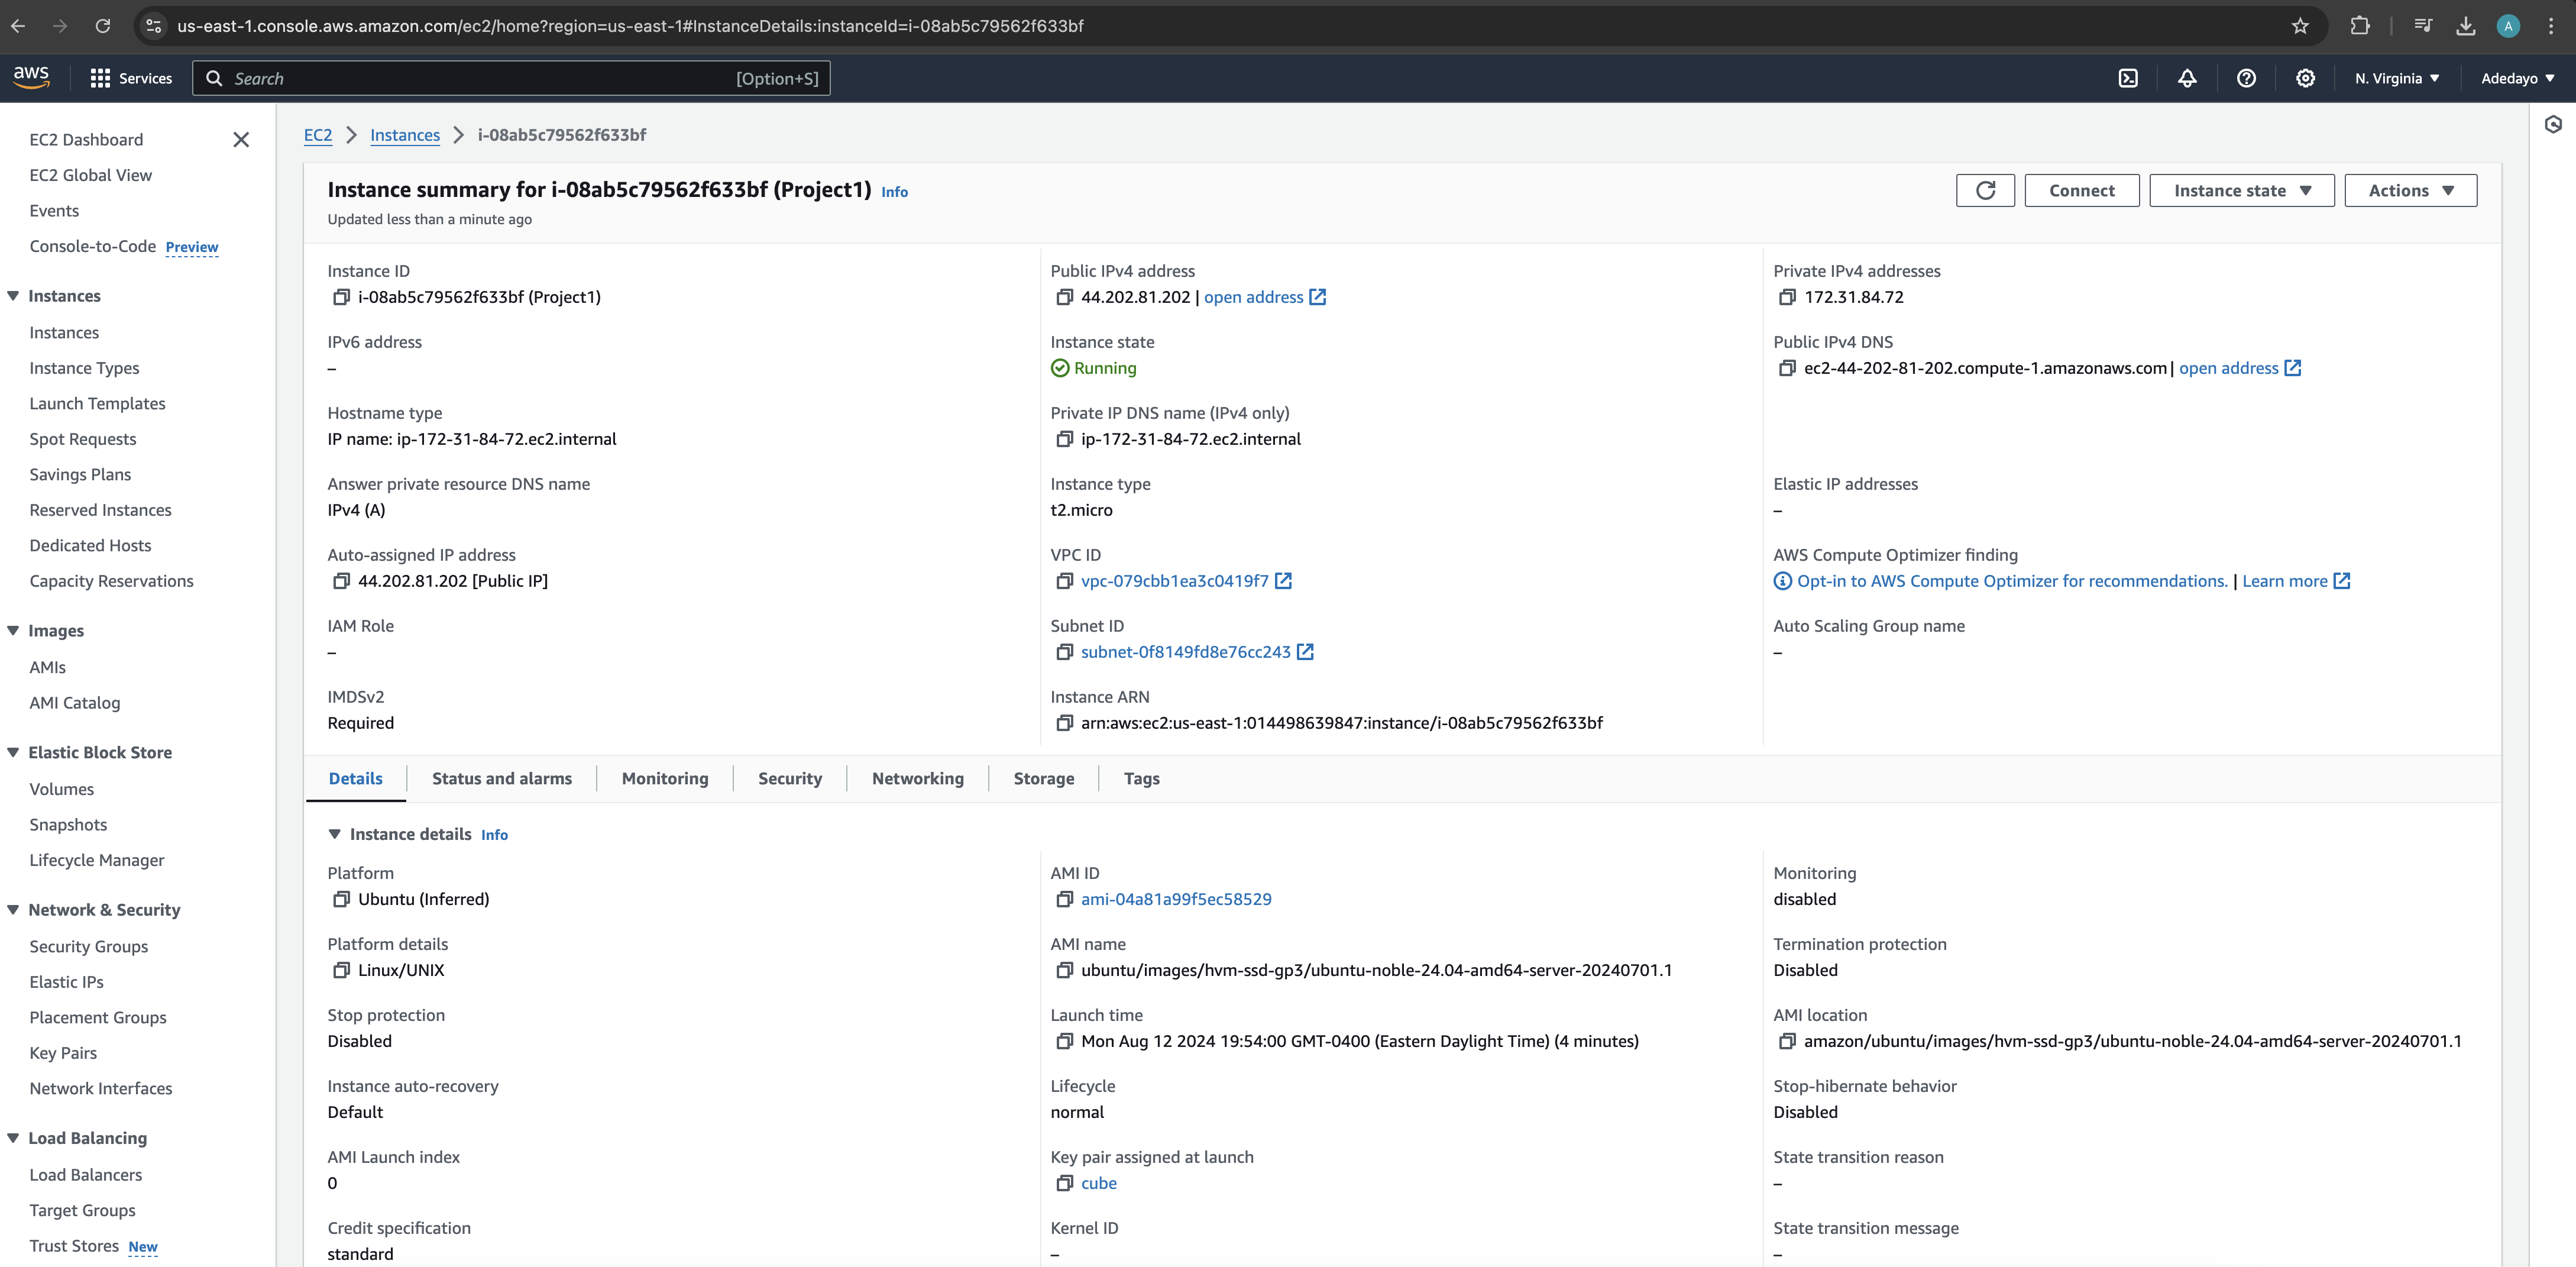 us-east-1.console.aws.amazon.com/ec2/home?region=us-east-1#InstanceDetails:instanceId=i-08ab5c79562f633bf
A
aws
Services
Search
[Option+S]
N. Virginia
Adedayo
EC2 Dashboard
EC2 Global View
Events
Console-to-Code Preview
Instances
Instances
Instance Types
Launch Templates
Spot Requests
Savings Plans
Reserved Instances
Dedicated Hosts
Capacity Reservations
Images
AMIs
AMI Catalog
Elastic Block Store
Volumes
Snapshots
Lifecycle Manager
Network & Security
Security Groups
Elastic IPs
Placement Groups
Key Pairs
Network Interfaces
Load Balancing
Load Balancers
Target Groups
Trust Stores New
EC2
Instances
i-08ab5c79562f633bf
Instance summary for i-08ab5c79562f633bf (Project1) Info
Updated less than a minute ago
Connect
Instance state
Actions
Instance ID
i-08ab5c79562f633bf (Project1)
Public IPv4 address
44.202.81.202 | open address
Private IPv4 addresses
172.31.84.72
IPv6 address
–
Instance state
Running
Public IPv4 DNS
ec2-44-202-81-202.compute-1.amazonaws.com | open address
Hostname type
IP name: ip-172-31-84-72.ec2.internal
Private IP DNS name (IPv4 only)
ip-172-31-84-72.ec2.internal
Answer private resource DNS name
IPv4 (A)
Instance type
t2.micro
Elastic IP addresses
–
Auto-assigned IP address
44.202.81.202 [Public IP]
VPC ID
vpc-079cbb1ea3c0419f7
AWS Compute Optimizer finding
Opt-in to AWS Compute Optimizer for recommendations. | Learn more
IAM Role
–
Subnet ID
subnet-0f8149fd8e76cc243
Auto Scaling Group name
–
IMDSv2
Required
Instance ARN
arn:aws:ec2:us-east-1:014498639847:instance/i-08ab5c79562f633bf
Details
Status and alarms
Monitoring
Security
Networking
Storage
Tags
Instance details Info
Platform
Ubuntu (Inferred)
AMI ID
ami-04a81a99f5ec58529
Monitoring
disabled
Platform details
Linux/UNIX
AMI name
ubuntu/images/hvm-ssd-gp3/ubuntu-noble-24.04-amd64-server-20240701.1
Termination protection
Disabled
Stop protection
Disabled
Launch time
Mon Aug 12 2024 19:54:00 GMT-0400 (Eastern Daylight Time) (4 minutes)
AMI location
amazon/ubuntu/images/hvm-ssd-gp3/ubuntu-noble-24.04-amd64-server-20240701.1
Instance auto-recovery
Default
Lifecycle
normal
Stop-hibernate behavior
Disabled
AMI Launch index
0
Key pair assigned at launch
cube
State transition reason
–
Credit specification
standard
Kernel ID
–
State transition message
–